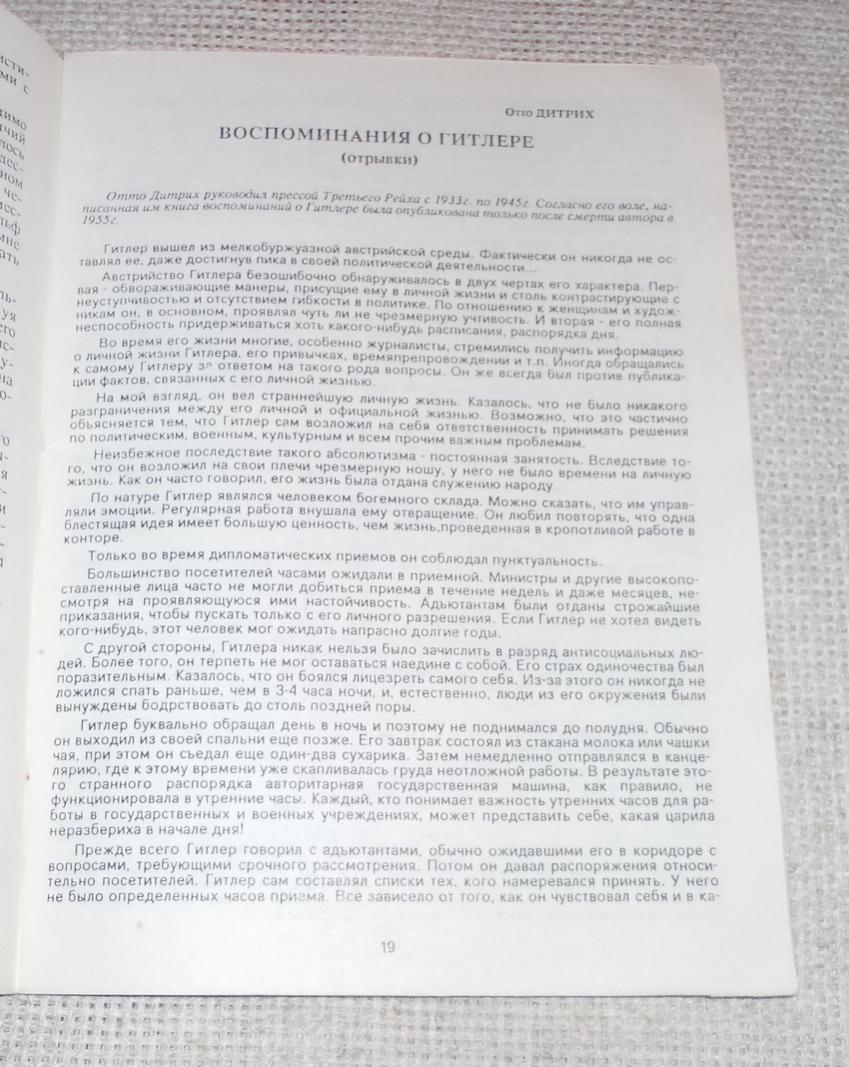 Отто ДИТРИХ
ВОСПОМИНАНИЯ О ГИТЛЕРЕ
(отрывки)
Отто Дитрих руководил прессой Третьего Рейха с 1933г. по 1945г. Согласно его воле, на-
писанная им книга воспоминаний о Гитлере была опубликована только после смерти автора в
1955г.
Гитлер вышел из мелкобуржуазной австрийской среды. Фактически он никогда не ос-
тавлял ее, даже достигнув пика в своей политической деятельности...
Австрийство Гитлера безошибочно обнаруживалось в двух чертах его характера. Пер-
вая - обвораживающие манеры, присущие ему в личной жизни и столь контрастирующие с
неуступчивостью и отсутствием гибкости в политике. По отношению к женщинам и худож-
никам он, в основном, проявлял чуть ли не чрезмерную учтивость. И вторая - его полная
неспособность придерживаться хоть какого-нибудь расписания, распорядка дня.
Во время его жизни многие, особенно журналисты, стремились получить информацию
о личной жизни Гитлера, его привычках, времяпрепровождении и т.п. Иногда обращались
к самому Гитлеру за ответом на такого рода вопросы. Он же всегда был против публика-
ции фактов, связанных с его личной жизнью.
На мой взгляд, он вел страннейшую личную жизнь. Казалось, что не было никакого
разграничения между его личной и официальной жизнью. Возможно, что это частично
объясняется тем, что Гитлер сам возложил на себя ответственность принимать решения
по политическим, военным, культурным и всем прочим важным проблемам.
Неизбежное последствие такого абсолютизма - постоянная занятость. Вследствие то-
го, что он возложил на свои плечи чрезмерную ношу, у него не было времени на личную
жизнь. Как он часто говорил, его жизнь была отдана служению народу.
По натуре Гитлер являлся человеком богемного склада. Можно сказать, что им управ-
ляли эмоции. Регулярная работа внушала ему отвращение. Он любил повторять, что одна
блестящая идея имеет большую ценность, чем жизнь,проведенная в кропотливой работе в
конторе.
Только во время дипломатических приемов он соблюдал пунктуальность.
Большинство посетителей часами ожидали в приемной. Министры и другие высокопо-
ставленные лица часто не могли добиться приема в течение недель и даже месяцев, не-
смотря на проявляющуюся ими настойчивость. Адьютантам были отданы строжайшие
приказания, чтобы пускать только с его личного разрешения. Если Гитлер не хотел видеть
кого-нибудь, этот человек мог ожидать напрасно долгие годы.
С другой стороны, Гитлера никак нельзя было зачислить в разряд антисоциальных лю-
дей. Более того, он терпеть не мог оставаться наедине с собой. Его страх одиночества был
поразительным. Казалось, что он боялся лицезреть самого себя. Из-за этого он никогда не
ложился спать раньше, чем в 3-4 часа ночи, и, естественно, люди из его окружения были
вынуждены бодрствовать до столь поздней поры.
Гитлер буквально обращал день в ночь и поэтому не поднимался до полудня. Обычно
он выходил из своей спальни еще позже. Его завтрак состоял из стакана молока или чашки
чая, при этом он съедал еще один-два сухарика. Затем немедленно отправлялся в канце-
лярию, где к этому времени уже скапливалась груда неотложной работы. В результате это-
го странного распорядка авторитарная государственная машина, как правило, не
функционировала в утренние часы. Каждый, кто понимает важность утренних часов для ра-
боты в государственных и военных учреждениях, может представить себе, какая царила
неразбериха в начале дня!
Прежде всего Гитлер говорил с адьютантами, обычно ожидавшими его в коридоре с
вопросами, требующими срочного рассмотрения. Потом он давал распоряжения относи-
тельно посетителей. Гитлер сам составлял списки тех, кого намеревался принять. У него
не было определенных часов приема. Все зависело от того, как он чувствовал себя и в ка-
19